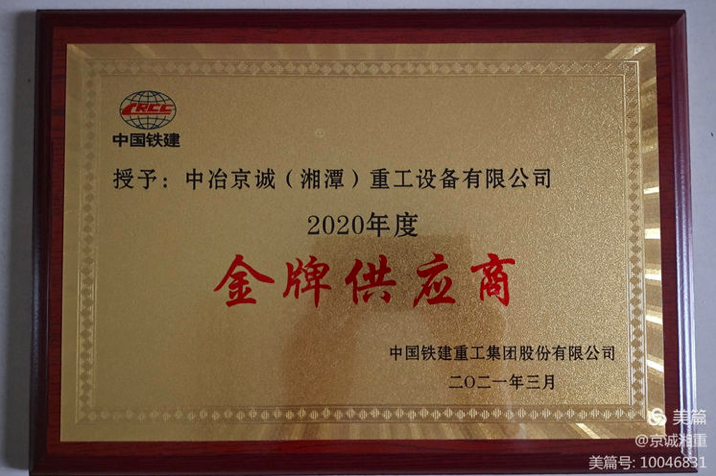 CRCC
中国铁建
授予：中冶京诚（湘潭）重工设备有限公司
2020年度
金牌供应商
中国铁建重工集团股份有限公司
二〇二一年三月
美篇
@京诚湘重
美篇号: 10046831